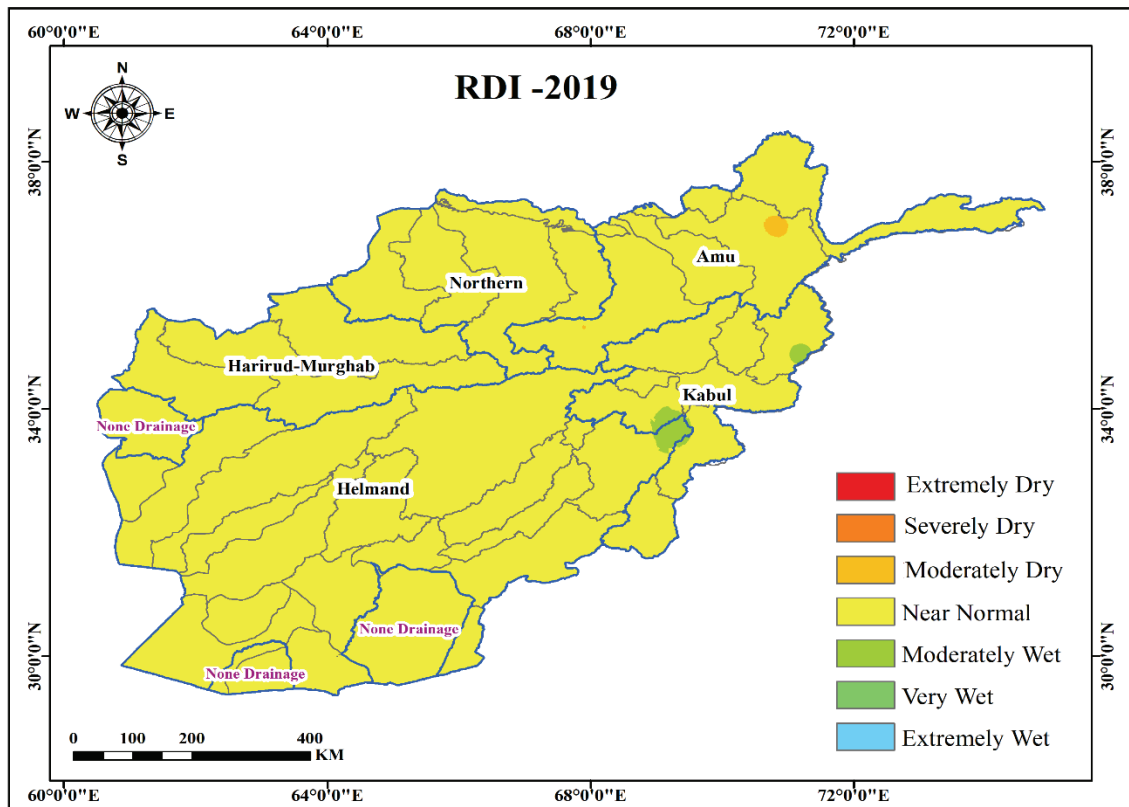 60°0'0"E 64°0'0"E 68°0'0"E 72°0'0"E
RDI -2019
N
W E
S
38°0'0"N 38°0'0"N
Amu
Northern
Harirud-Murghab
Kabul
34°0'0"N 34°0'0"N
None Drainage
Helmand
Extremely Dry
Severely Dry
Moderately Dry
Near Normal
None Drainage
Moderately Wet
30°0'0"N 30°0'0"N
None Drainage
Very Wet
Extremely Wet
0 100 200 400
KM
60°0'0"E 64°0'0"E 68°0'0"E 72°0'0"E